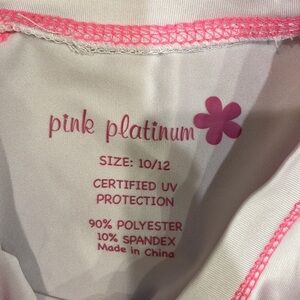 pink platinum
SIZE: 10/12
CERTIFIED UV
PROTECTION
90% POLYESTER
10% SPANDEX
Made in China